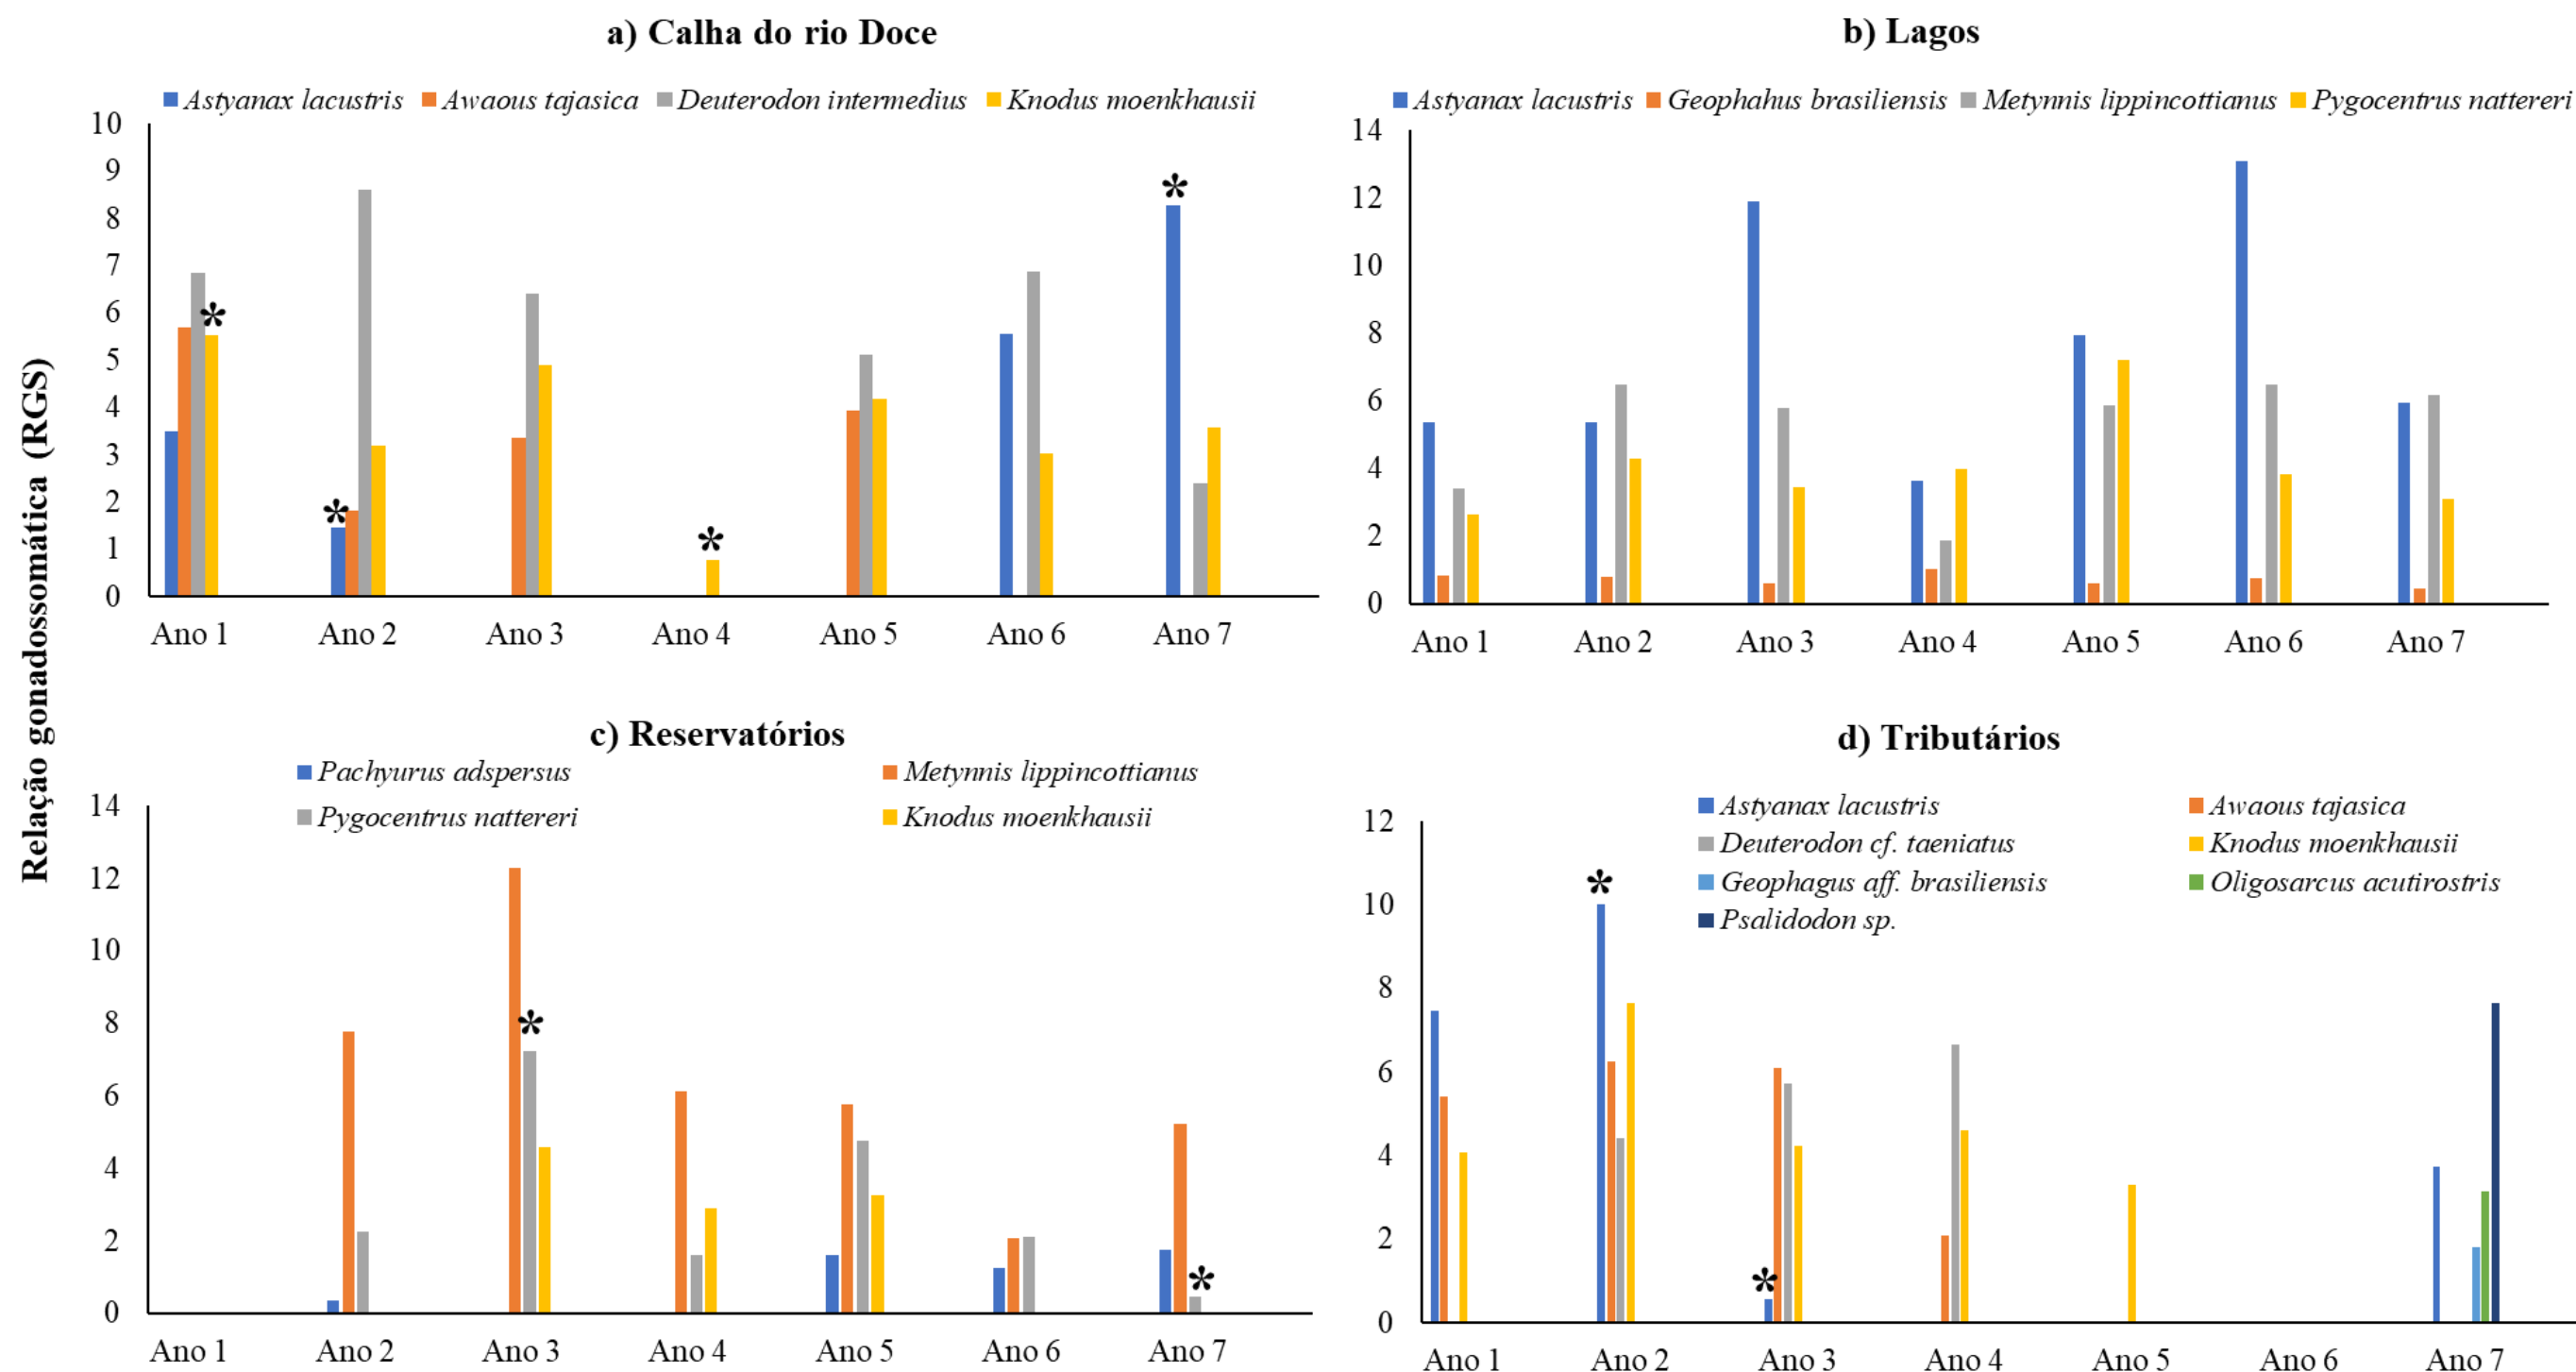 a) Calha do rio Doce
Astyanax lacustris Awaous tajasica Deuterodon intermedius Knodus moenkhausii
10
9
8
7
6
5
4
3
2
1
0
* * * *
Ano 1 Ano 2 Ano 3 Ano 4 Ano 5 Ano 6 Ano 7
b) Lagos
Astyanax lacustris Geophahus brasiliensis Metynnis lippincottianus Pygocentrus nattereri
14
12
10
8
6
4
2
0
Ano 1 Ano 2 Ano 3 Ano 4 Ano 5 Ano 6 Ano 7
Relação gonadossomática (RGS)
c) Reservatórios
Pachyurus adspersus Metynnis lippincottianus
Pygocentrus nattereri Knodus moenkhausii
14
12
10
8
6
4
2
0
* *
Ano 1 Ano 2 Ano 3 Ano 4 Ano 5 Ano 6 Ano 7
d) Tributários
Astyanax lacustris Awaous tajasica
Deuterodon cf. taeniatus Knodus moenkhausii
Geophagus aff. brasiliensis Oligosarcus acutirostris
Psalidodon sp.
12
10
8
6
4
2
0
* *
Ano 1 Ano 2 Ano 3 Ano 4 Ano 5 Ano 6 Ano 7